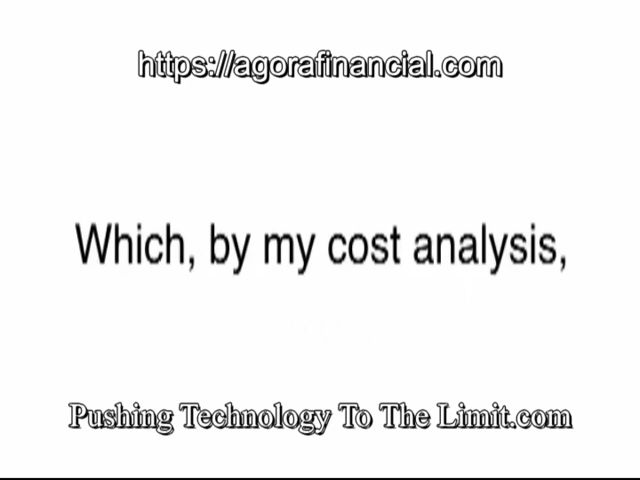 https://agorafinancial.com
Which, by my cost analysis,
Pushing Technology To The Limit.com